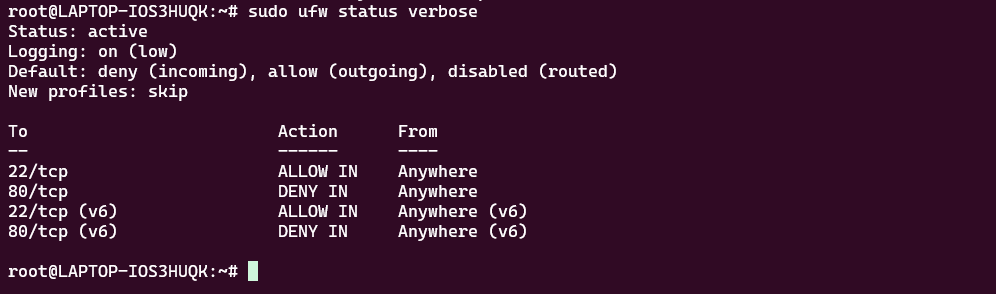 root@LAPTOP-IOS3HUQK:~# sudo ufw status verbose
Status: active
Logging: on (low)
Default: deny (incoming), allow (outgoing), disabled (routed)
New profiles: skip

To                         Action      From
--                         ------      ----
22/tcp                     ALLOW IN    Anywhere
80/tcp                     DENY IN     Anywhere
22/tcp (v6)                ALLOW IN    Anywhere (v6)
80/tcp (v6)                DENY IN     Anywhere (v6)

root@LAPTOP-IOS3HUQK:~#